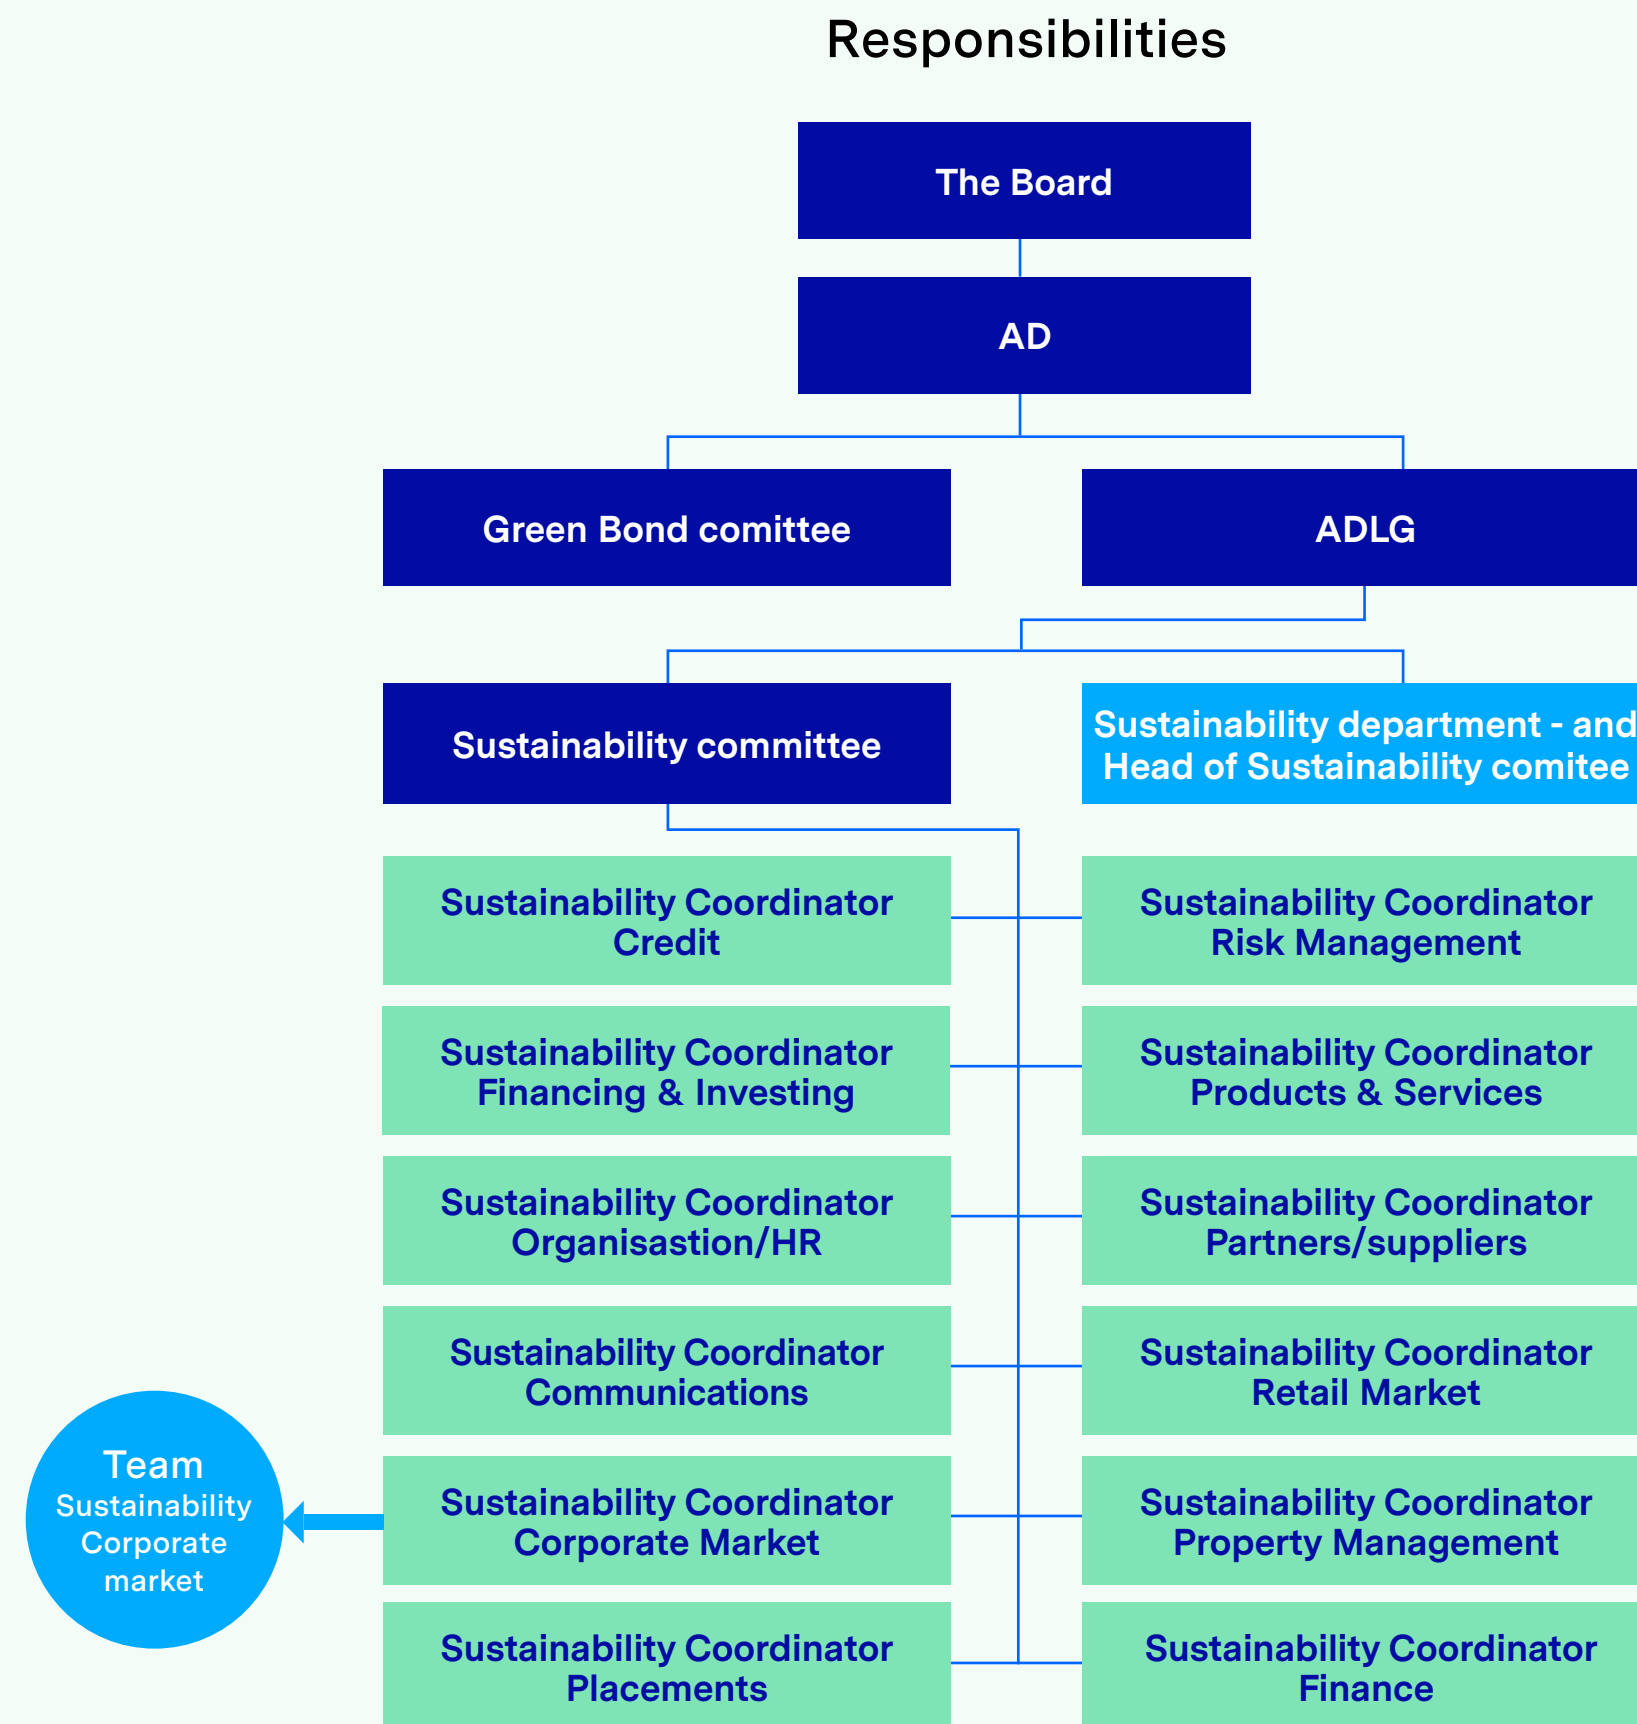 Responsibilities
The Board
AD
Green Bond comittee
ADLG
Sustainability committee
Sustainability department - and
Head of Sustainability comitee
Sustainability Coordinator
Credit
Sustainability Coordinator
Risk Management
Sustainability Coordinator
Financing & Investing
Sustainability Coordinator
Products & Services
Sustainability Coordinator
Organisastion/HR
Sustainability Coordinator
Partners/suppliers
Sustainability Coordinator
Communications
Sustainability Coordinator
Retail Market
Team
Sustainability
Corporate
market
Sustainability Coordinator
Corporate Market
Sustainability Coordinator
Property Management
Sustainability Coordinator
Placements
Sustainability Coordinator
Finance